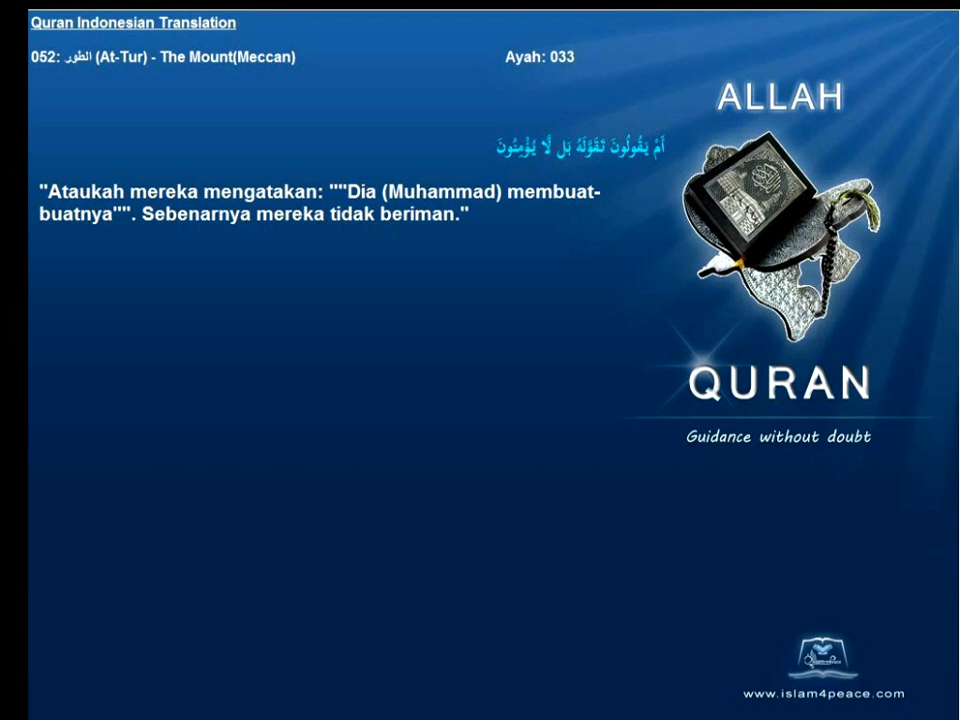 Quran Indonesian Translation
052: الطور (At-Tur) - The Mount(Meccan) Ayah: 033
ALLAH
أَمْ يَقُولُونَ تَقَوَّلَهُ بَلِ لَّا يُؤْمِنُونَ
"Ataukah mereka mengatakan: ""Dia (Muhammad) membuat-
buatnya"". Sebenarnya mereka tidak beriman."
QURAN
Guidance without doubt
www.islam4peace.com